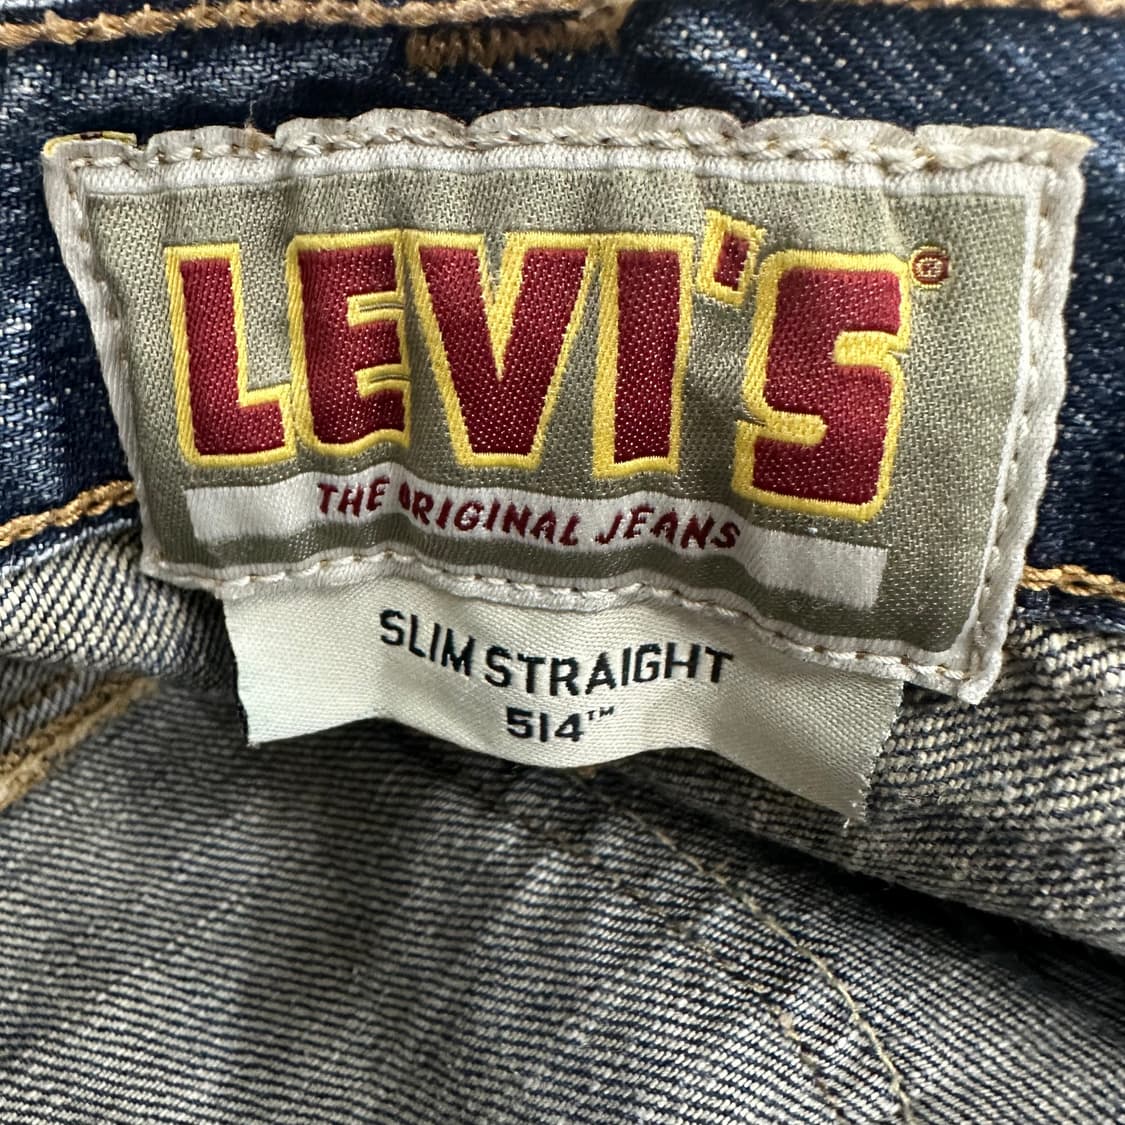 LEVI'S®
THE ORIGINAL JEANS
SLIM STRAIGHT
514™